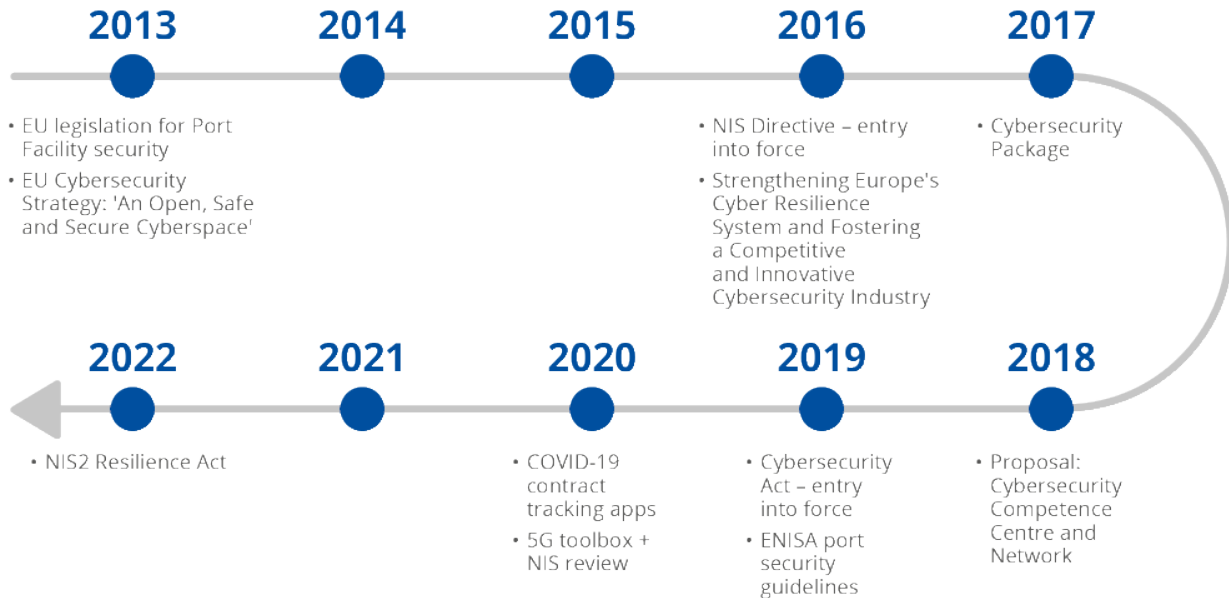 2013
2014
2015
2016
2017
• EU legislation for Port
Facility security
• EU Cybersecurity
Strategy: 'An Open, Safe
and Secure Cyberspace'
• NIS Directive – entry
into force
• Strengthening Europe's
Cyber Resilience
System and Fostering
a Competitive
and Innovative
Cybersecurity Industry
• Cybersecurity
Package
2022
2021
2020
2019
2018
• NIS2 Resilience Act
• COVID-19
contract
tracking apps
• 5G toolbox +
NIS review
• Cybersecurity
Act – entry
into force
• ENISA port
security
guidelines
• Proposal:
Cybersecurity
Competence
Centre and
Network